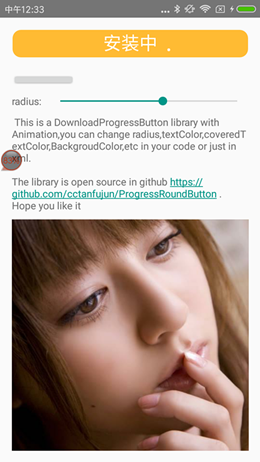 中午12:33
安装中 .
radius:
This is a DownloadProgressButton library with
Animation,you can change radius,textColor,coveredT
extColor,BackgroudColor,etc in your code or just in
xml.
The library is open source in github https://
github.com/cctanfujun/ProgressRoundButton .
Hope you like it